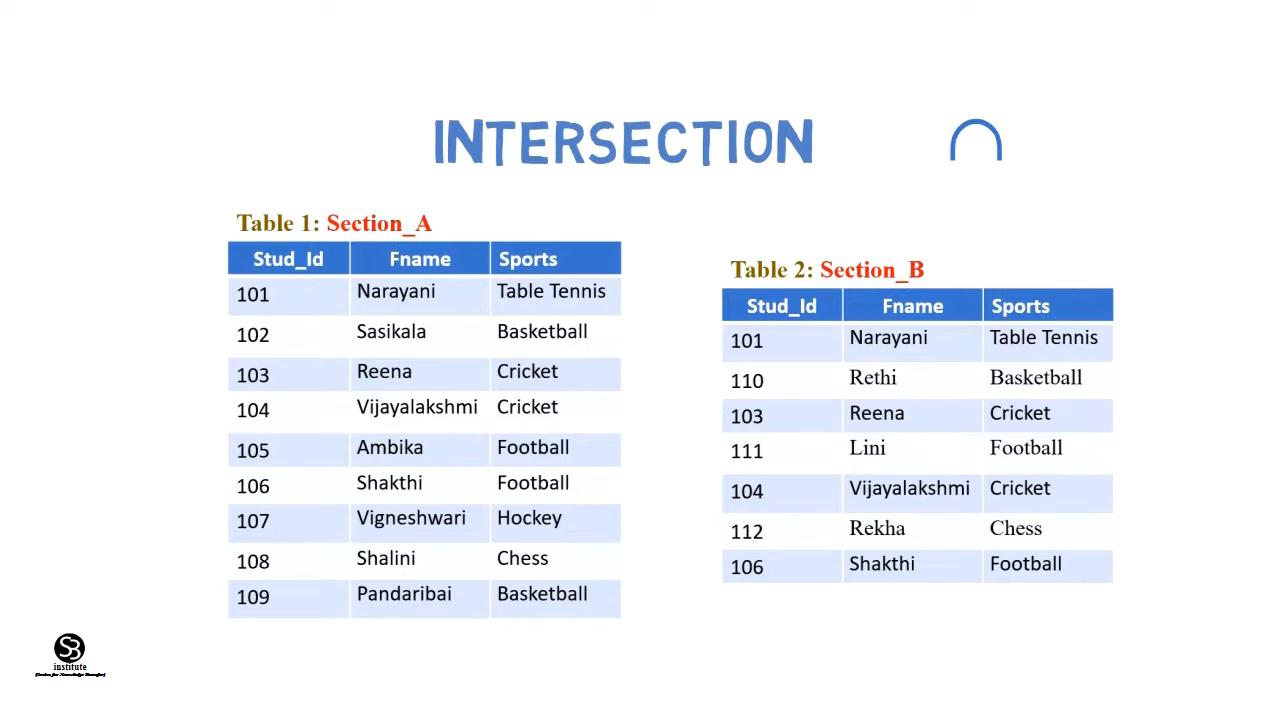 INTERSECTION ∩
Table 1: Section_A
Stud_Id Fname Sports
101 Narayani Table Tennis
102 Sasikala Basketball
103 Reena Cricket
104 Vijayalakshmi Cricket
105 Ambika Football
106 Shakthi Football
107 Vigneshwari Hockey
108 Shalini Chess
109 Pandaribai Basketball
Table 2: Section_B
Stud_Id Fname Sports
101 Narayani Table Tennis
110 Rethi Basketball
103 Reena Cricket
111 Lini Football
104 Vijayalakshmi Cricket
112 Rekha Chess
106 Shakthi Football
SB
institute